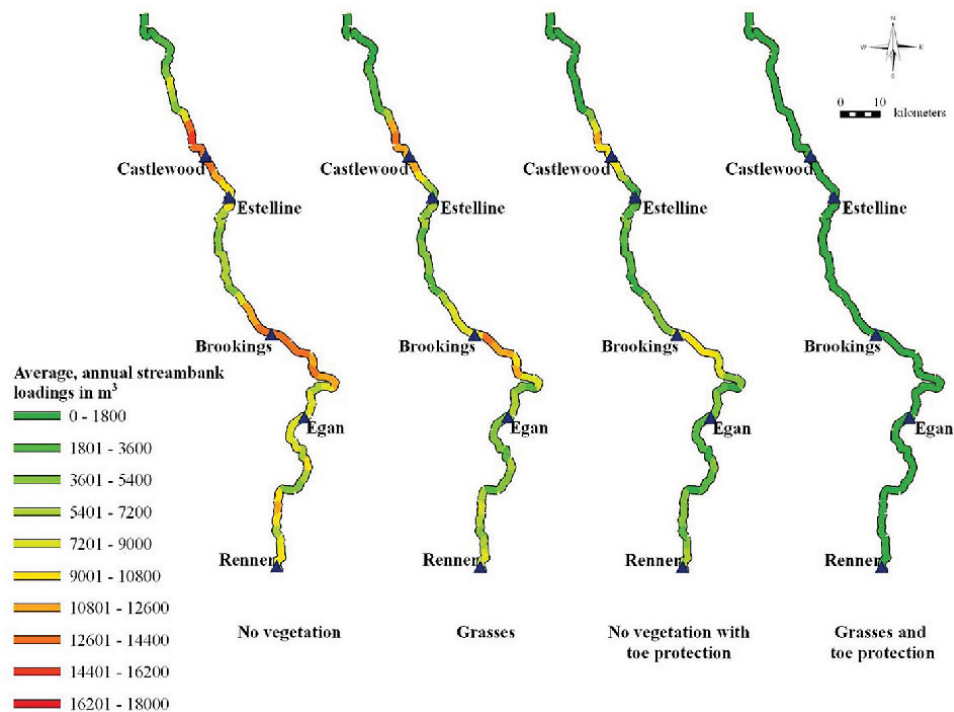 N
W E
S
0 10
kilometers
Castlewood
Castlewood
Castlewood
Castlewood
Estelline
Estelline
Estelline
Estelline
Brookings
Brookings
Brookings
Brookings
Average, annual streambank
loadings in m³
0 - 1800
1801 - 3600
3601 - 5400
5401 - 7200
7201 - 9000
9001 - 10800
10801 - 12600
12601 - 14400
14401 - 16200
16201 - 18000
Egan
Egan
Egan
Egan
Renner
Renner
Renner
Renner
No vegetation
Grasses
No vegetation with
toe protection
Grasses and
toe protection